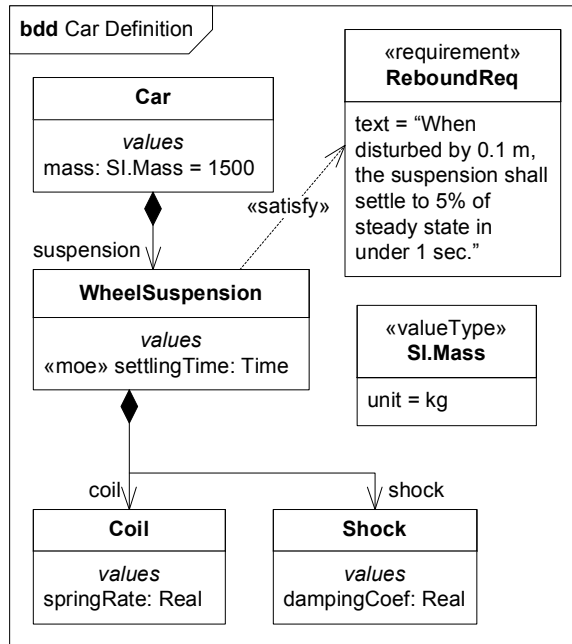 bdd Car Definition
«requirement»
ReboundReq
text = “When
disturbed by 0.1 m,
the suspension shall
settle to 5% of
steady state in
under 1 sec.”
Car
values
mass: SI.Mass = 1500
«satisfy»
suspension
WheelSuspension
values
«moe» settlingTime: Time
«valueType»
SI.Mass
unit = kg
coil
shock
Coil
values
springRate: Real
Shock
values
dampingCoef: Real